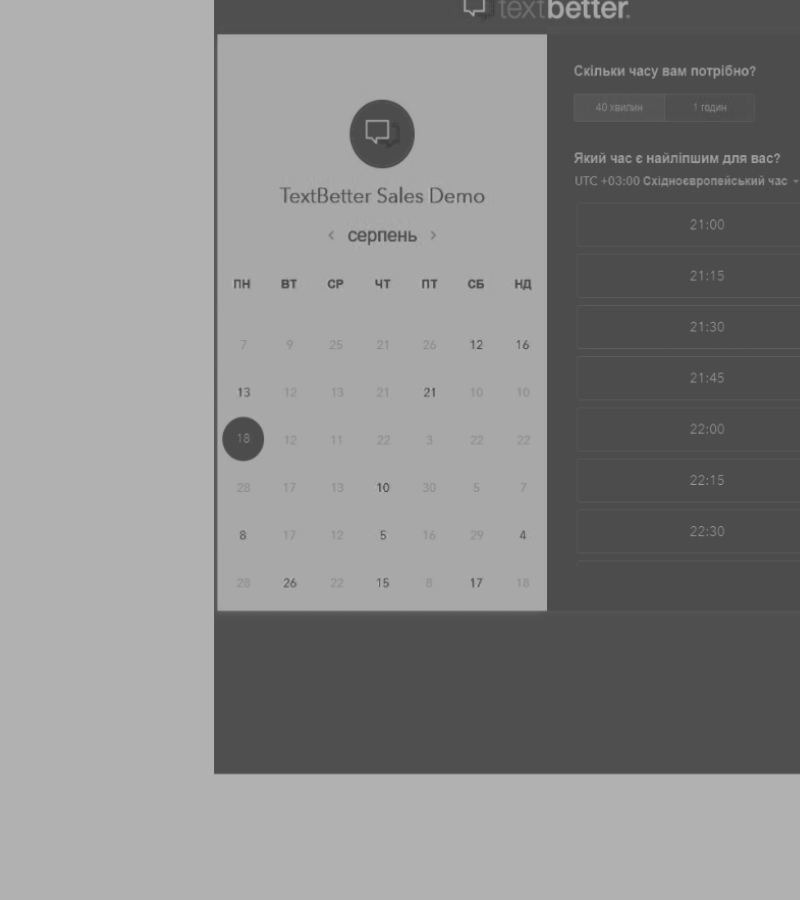 textbetter.
TextBetter Sales Demo
< серпень >
ПН ВТ СР ЧТ ПТ СБ НД
7 9 25 21 26 12 16
13 12 13 21 21 10 10
18 12 11 22 3 22 22
28 17 13 10 30 5 7
8 17 12 5 16 29 4
28 26 22 15 8 17 18
Скільки часу вам потрібно?
40 хвилин 1 годин
Який час є найліпшим для вас?
UTC +03:00 Східноєвропейський час
21:00
21:15
21:30
21:45
22:00
22:15
22:30